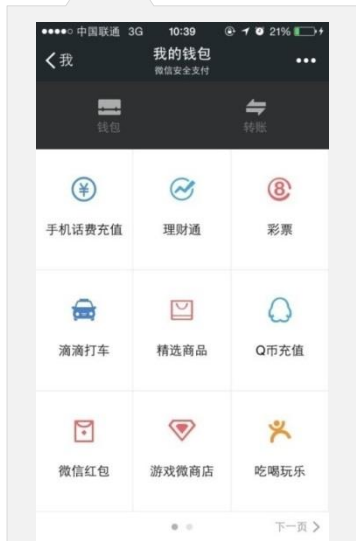 中国联通 3G 10:39 21%
我 我的钱包
微信安全支付
钱包 转账
手机话费充值 理财通 彩票
滴滴打车 精选商品 Q币充值
微信红包 游戏微商店 吃喝玩乐
下一页